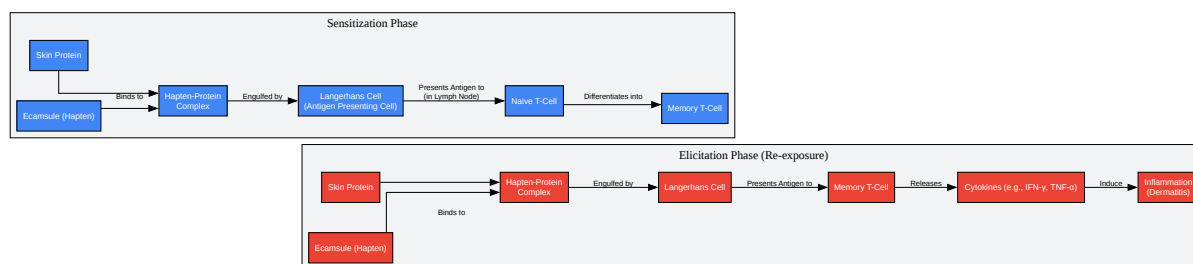 Sensitization Phase
Skin Protein
Binds to
Ecamsule (Hapten)
Hapten-Protein
Complex
Engulfed by
Langerhans Cell
(Antigen Presenting Cell)
Presents Antigen to
(in Lymph Node)
Naive T-Cell
Differentiates into
Memory T-Cell
Elicitation Phase (Re-exposure)
Skin Protein
Binds to
Ecamsule (Hapten)
Hapten-Protein
Complex
Engulfed by
Langerhans Cell
Presents Antigen to
Memory T-Cell
Releases
Cytokines (e.g., IFN-γ, TNF-α)
Induce
Inflammation
(Dermatitis)